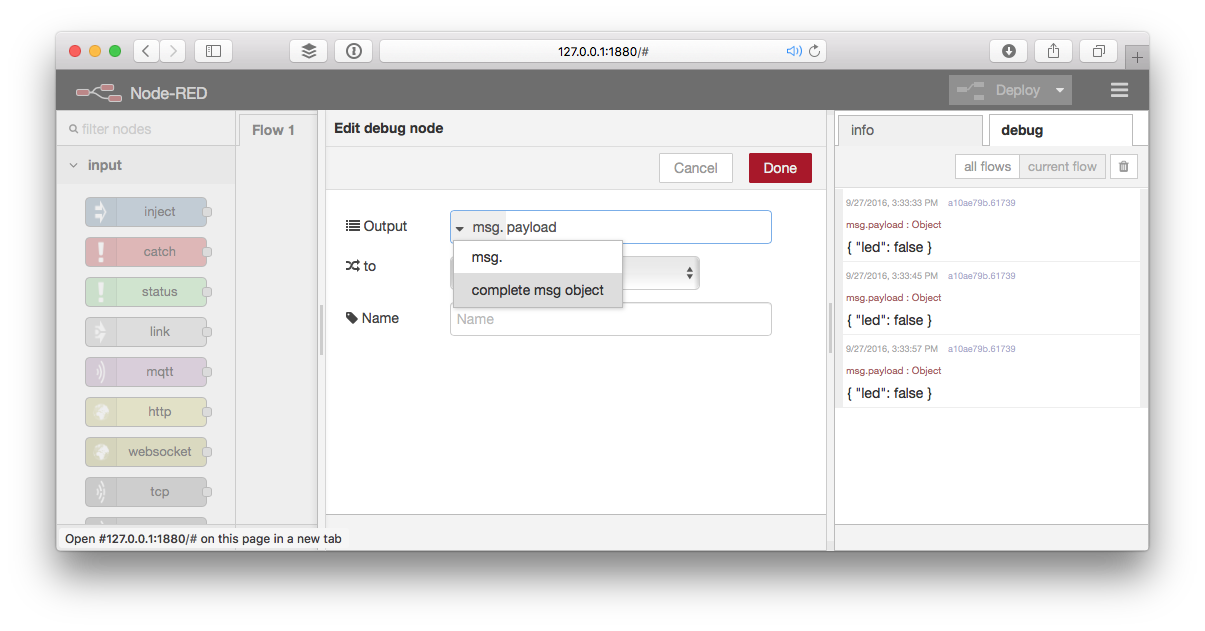 127.0.0.1:1880/#
Node-RED
Deploy
filter nodes
Flow 1
Edit debug node
info
debug
input
Cancel
Done
all flows
current flow
inject
catch
status
link
mqtt
http
websocket
tcp
Output
msg. payload
msg.
complete msg object
to
Name
Name
9/27/2016, 3:33:33 PM a10ae79b.61739
msg.payload : Object
{ "led": false }
9/27/2016, 3:33:45 PM a10ae79b.61739
msg.payload : Object
{ "led": false }
9/27/2016, 3:33:57 PM a10ae79b.61739
msg.payload : Object
{ "led": false }
Open #127.0.0.1:1880/# on this page in a new tab